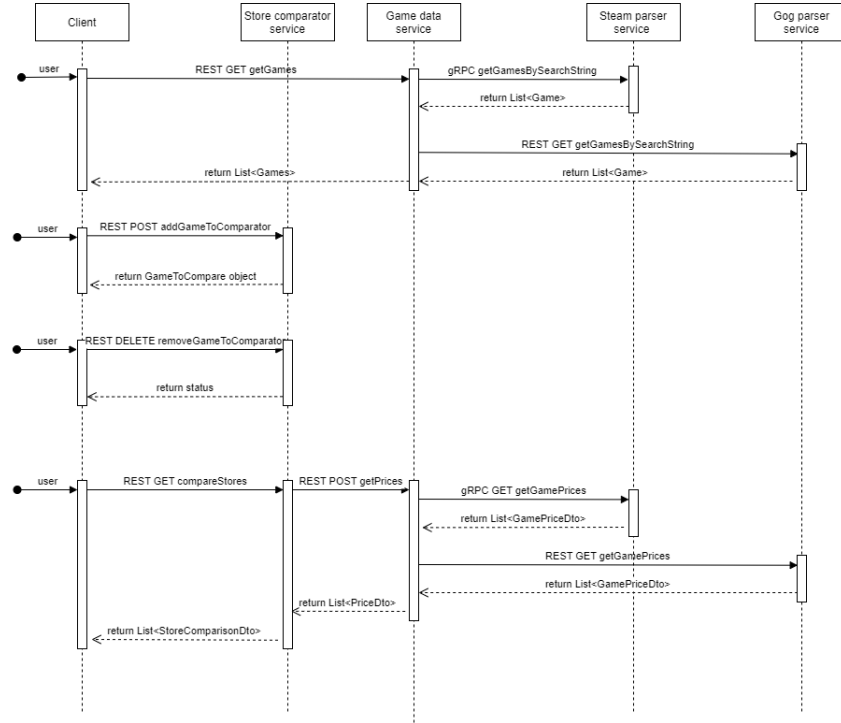 Client
Store comparator
service
Game data
service
Steam parser
service
Gog parser
service
user
REST GET getGames
gRPC getGamesBySearchString
return List<Game>
REST GET getGamesBySearchString
return List<Games>
return List<Game>
user
REST POST addGameToComparator
return GameToCompare object
user
REST DELETE removeGameToComparator
return status
user
REST GET compareStores
REST POST getPrices
gRPC GET getGamePrices
return List<GamePriceDto>
REST GET getGamePrices
return List<GamePriceDto>
return List<PriceDto>
return List<StoreComparisonDto>